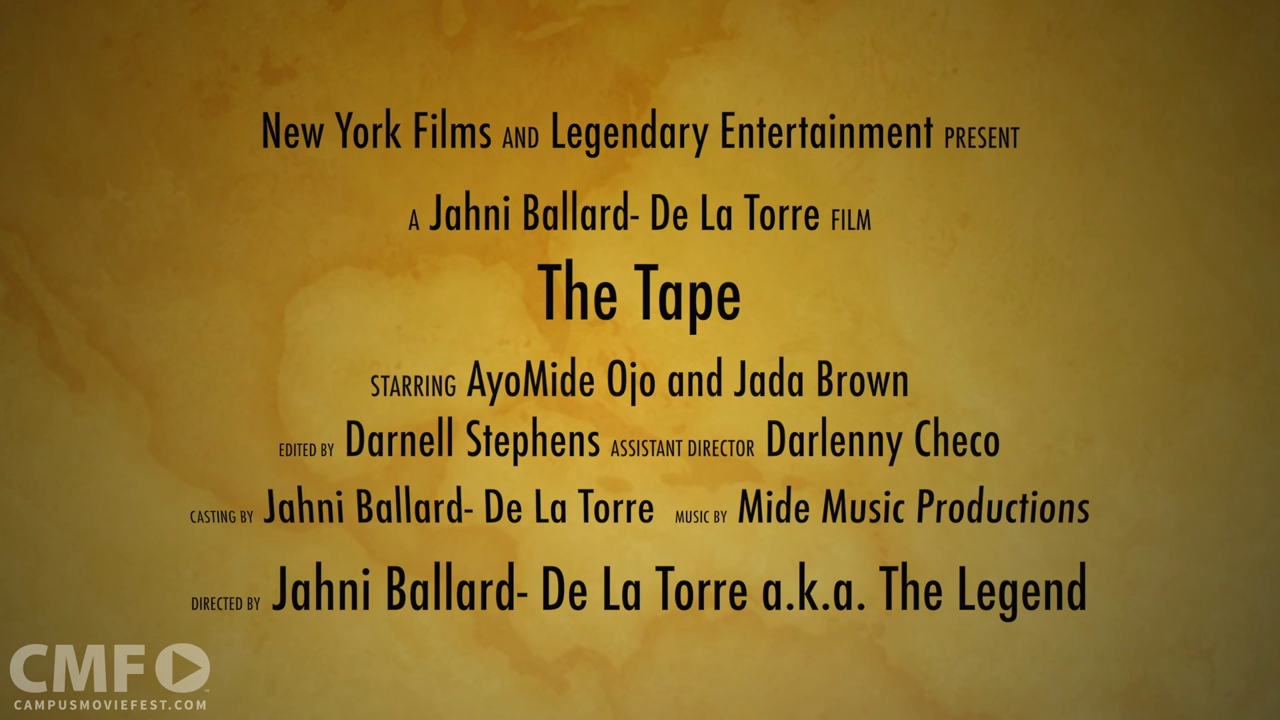 New York Films AND Legendary Entertainment PRESENT
A Jahni Ballard- De La Torre FILM
The Tape
STARRING AyoMide Ojo and Jada Brown
EDITED BY Darnell Stephens ASSISTANT DIRECTOR Darlenny Checo
CASTING BY Jahni Ballard- De La Torre MUSIC BY Mide Music Productions
DIRECTED BY Jahni Ballard- De La Torre a.k.a. The Legend
CMF
CAMPUSMOVIEFEST.COM